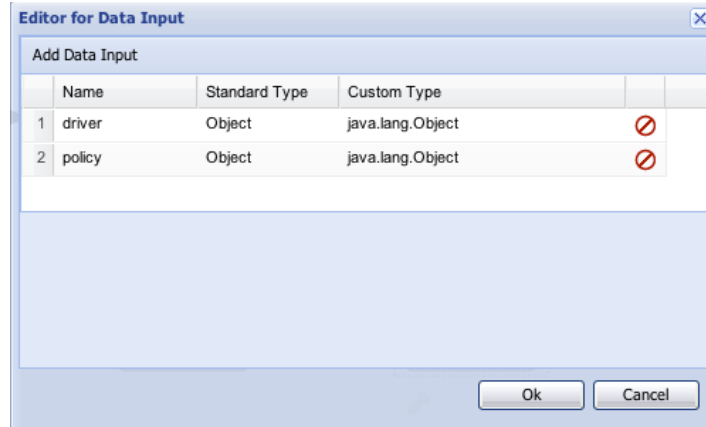 Editor for Data Input
Add Data Input
Name Standard Type Custom Type
1 driver Object java.lang.Object
2 policy Object java.lang.Object
Ok Cancel